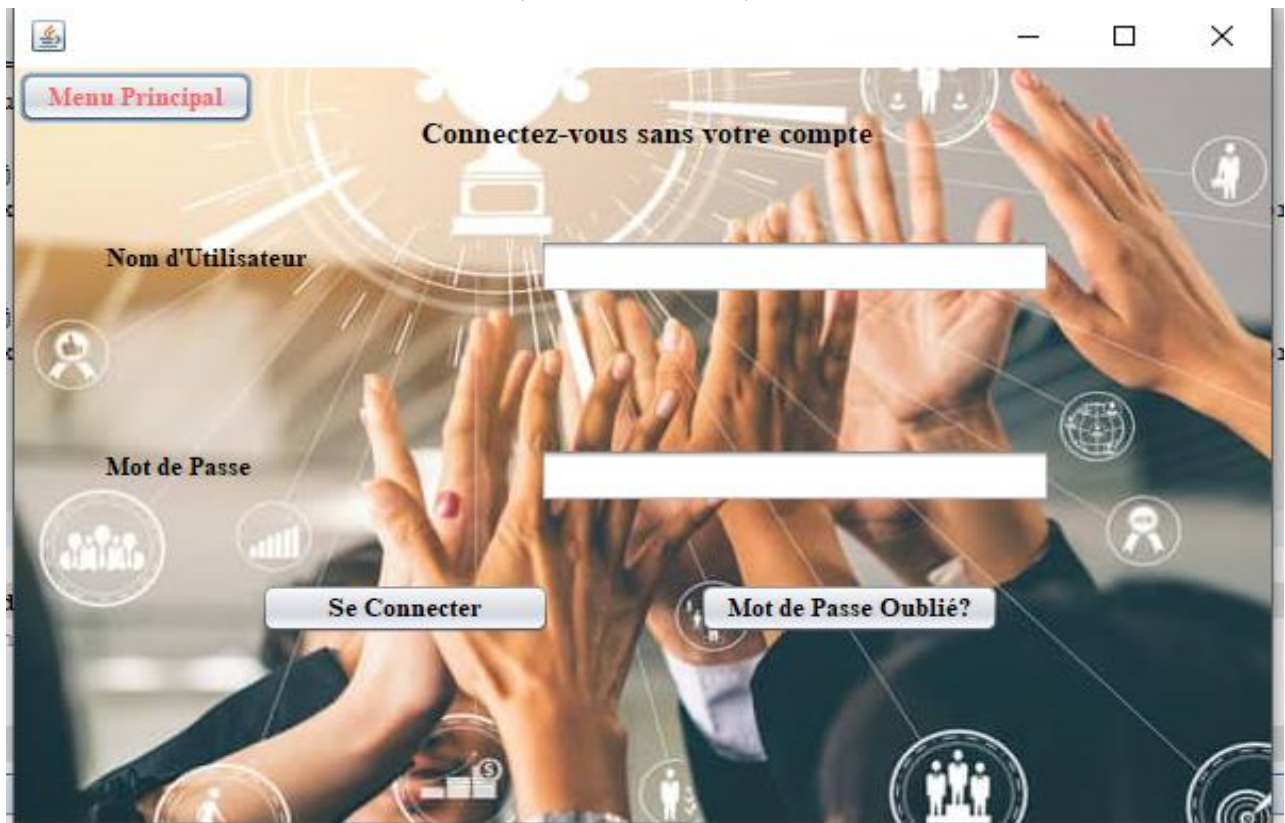 Menu Principal
Connectez-vous sans votre compte
Nom d'Utilisateur
Mot de Passe
Se Connecter
Mot de Passe Oublié?